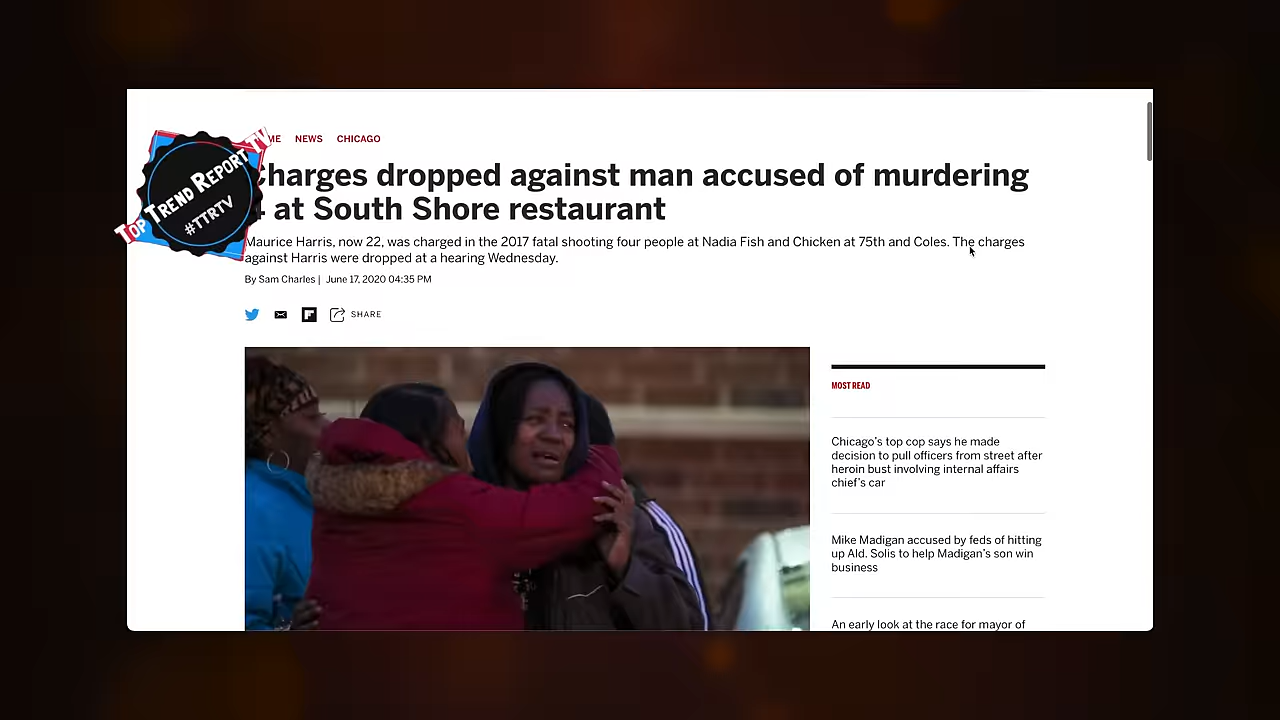 TOP TREND REPORT TV
#TTRTV
NEWS CHICAGO
dropped against man accused of murdering
at South Shore restaurant
Maurice Harris, now 22, was charged in the 2017 fatal shooting four people at Nadia Fish and Chicken at 75th and Coles. The charges
against Harris were dropped at a hearing Wednesday.
By Sam Charles | June 17, 2020 04:35 PM
SHARE
MOST READ
Chicago's top cop says he made
decision to pull officers from street after
heroin bust involving internal affairs
chief's car
Mike Madigan accused by feds of hitting
up Ald. Solis to help Madigan's son win
business
An early look at the race for mayor of